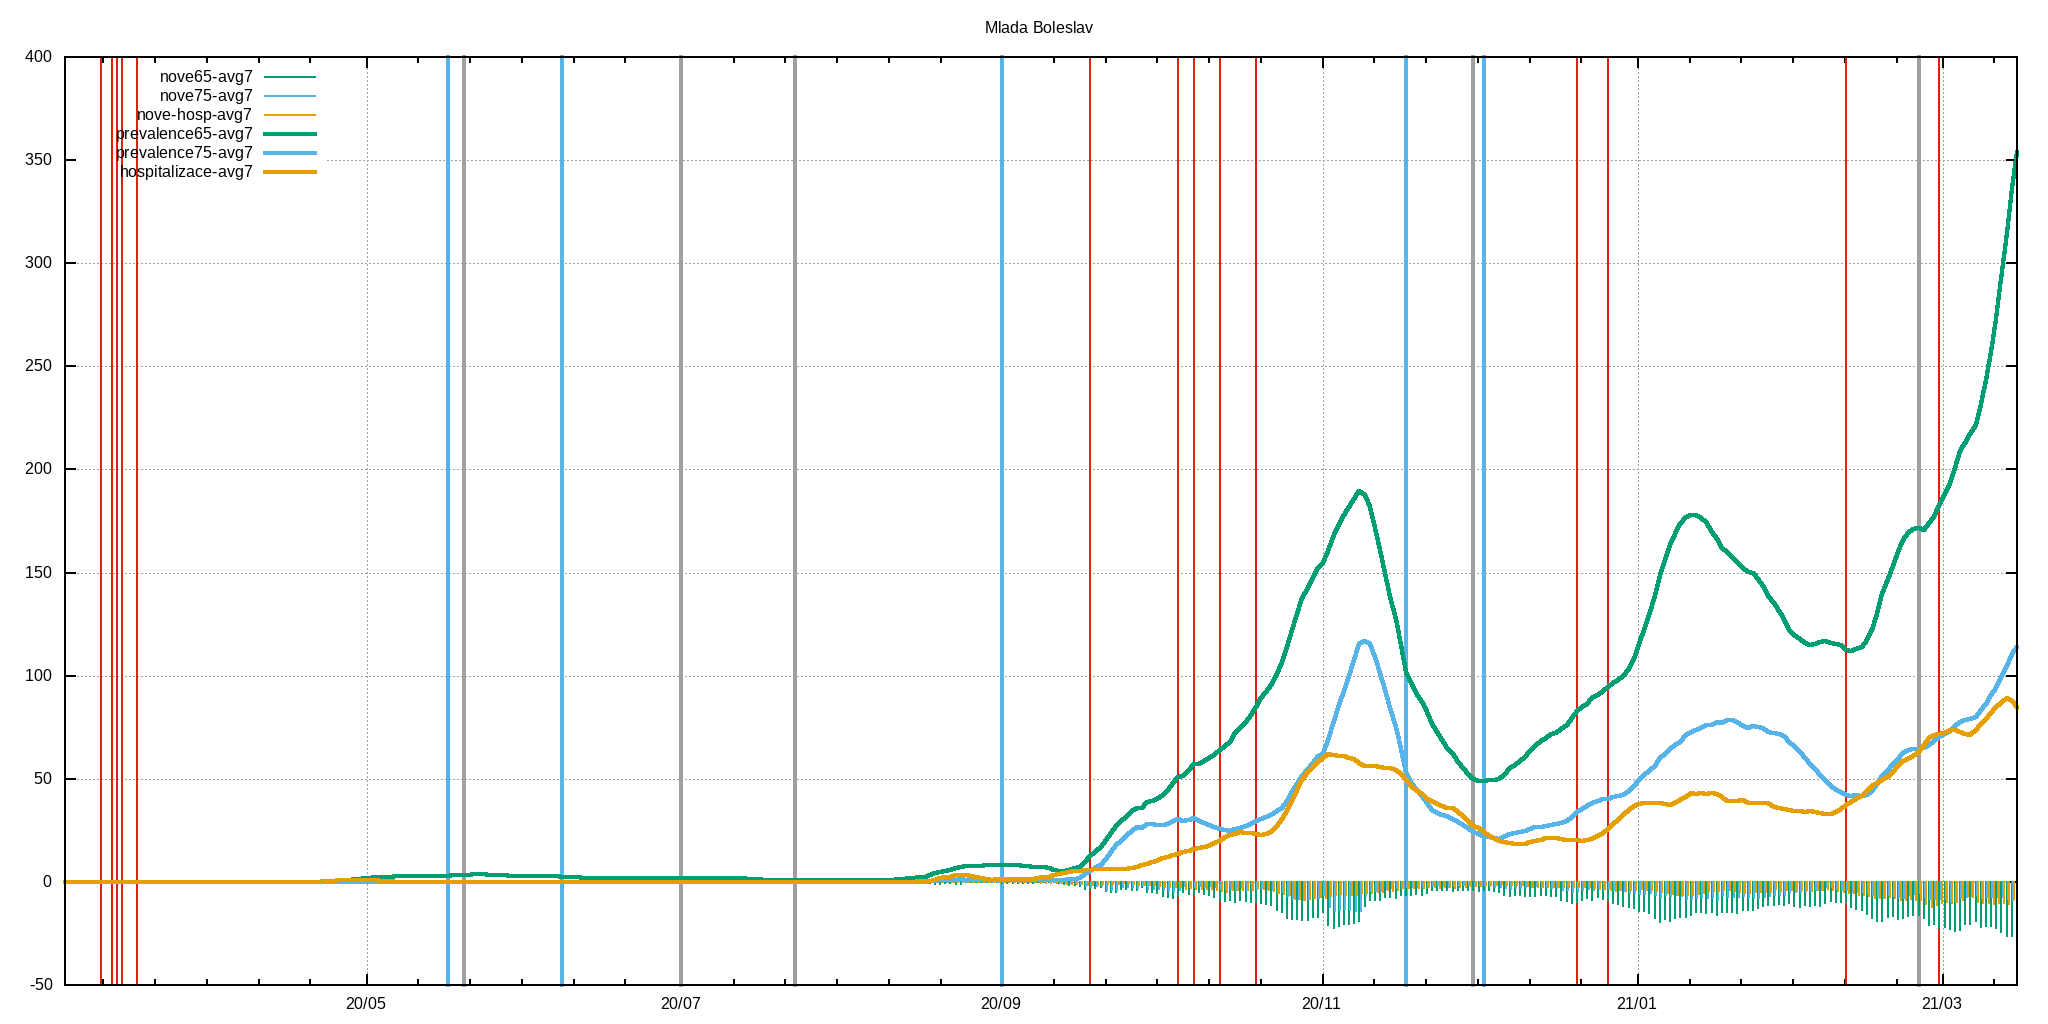 Mlada Boleslav
400
350
300
250
200
150
100
50
0
-50
nove65-avg7
nove75-avg7
nove-hosp-avg7
prevalence65-avg7
prevalence75-avg7
hospitalizace-avg7
20/05
20/07
20/09
20/11
21/01
21/03